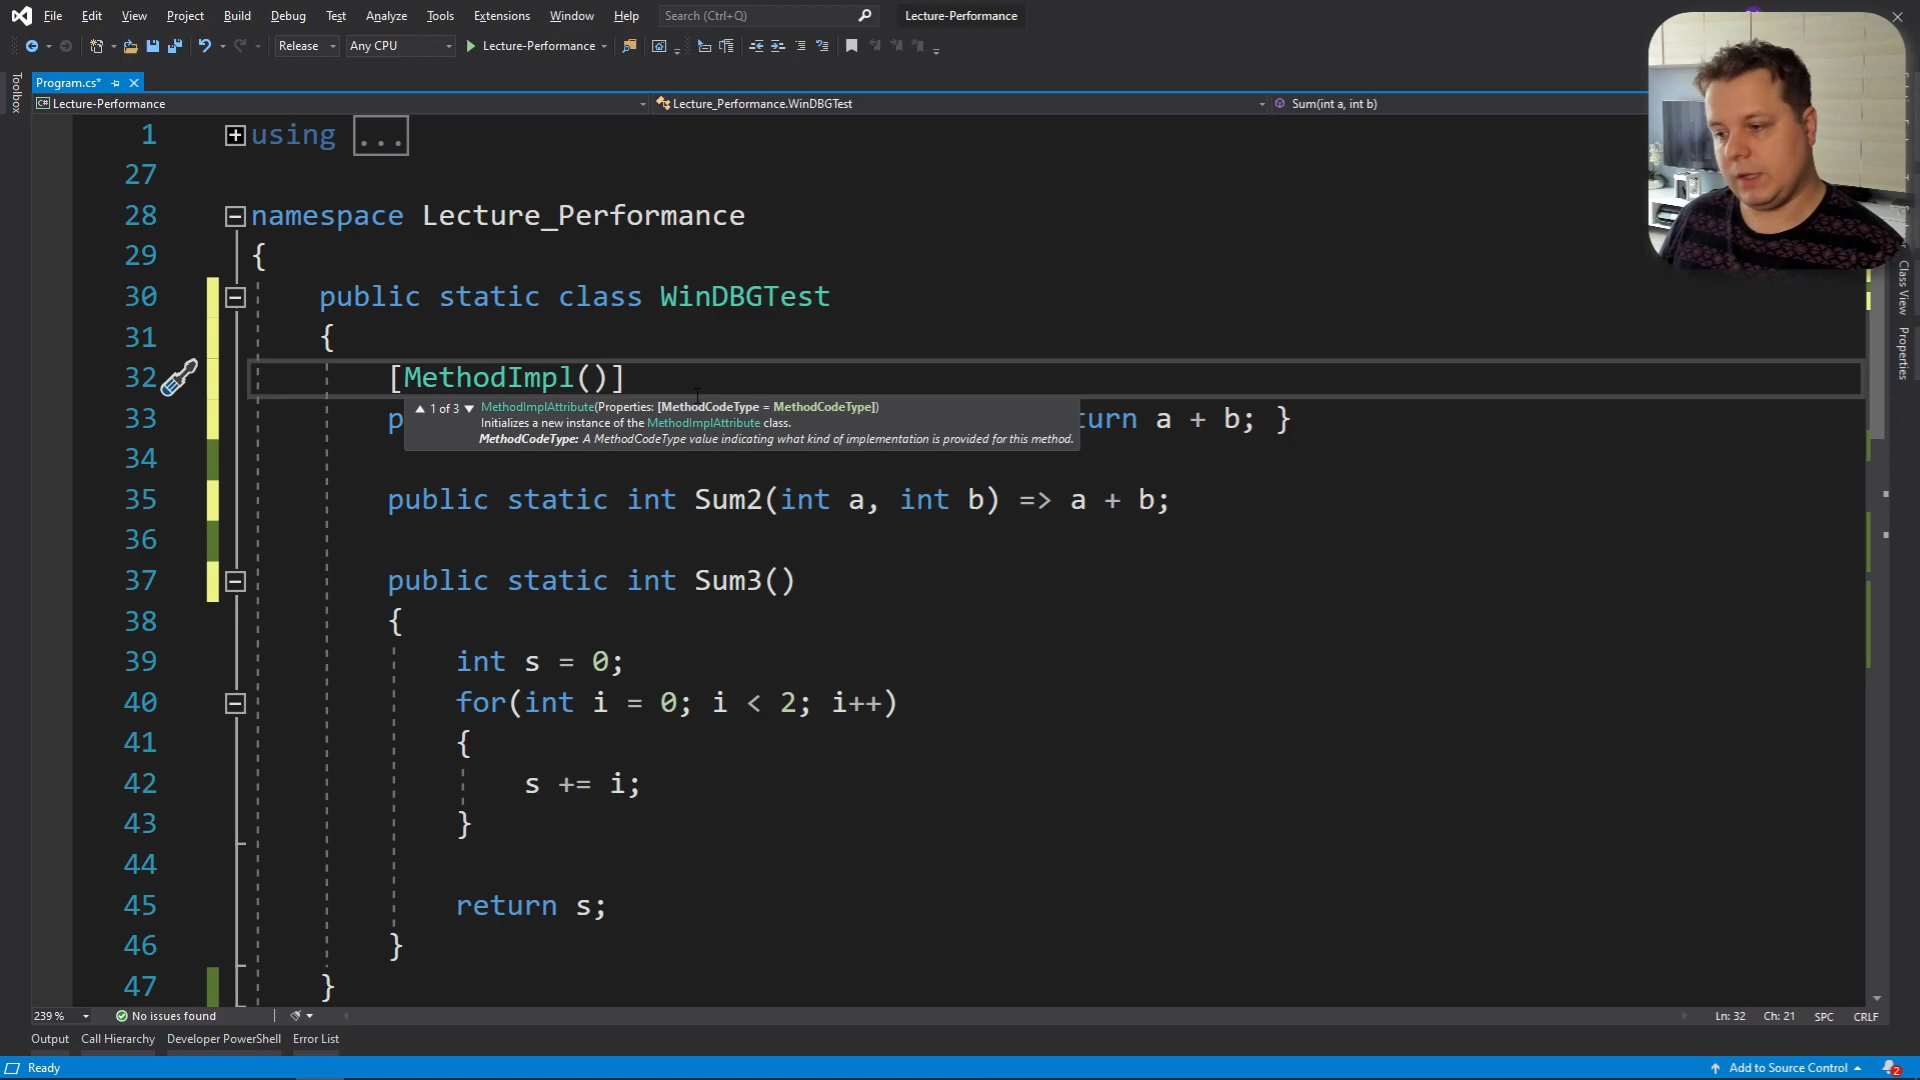 File Edit View Project Build Debug Test Analyze Tools Extensions Window Help Search (Ctrl+Q) Lecture-Performance
Release Any CPU Lecture-Performance
Toolbox
Program.cs*
C# Lecture-Performance Lecture_Performance.WinDBGTest Sum(int a, int b)
1 using ...
27
28 namespace Lecture_Performance
29 {
30 public static class WinDBGTest
31 {
32 [MethodImpl()]
1 of 3 MethodImplAttribute(Properties: [MethodCodeType = MethodCodeType])
Initializes a new instance of the MethodImplAttribute class.
MethodCodeType: A MethodCodeType value indicating what kind of implementation is provided for this method.
33 p turn a + b; }
34
35 public static int Sum2(int a, int b) => a + b;
36
37 public static int Sum3()
38 {
39 int s = 0;
40 for(int i = 0; i < 2; i++)
41 {
42 s += i;
43 }
44
45 return s;
46 }
47 }
Class View
Properties
239 % No issues found Ln: 32 Ch: 21 SPC CRLF
Output Call Hierarchy Developer PowerShell Error List
Ready Add to Source Control 2